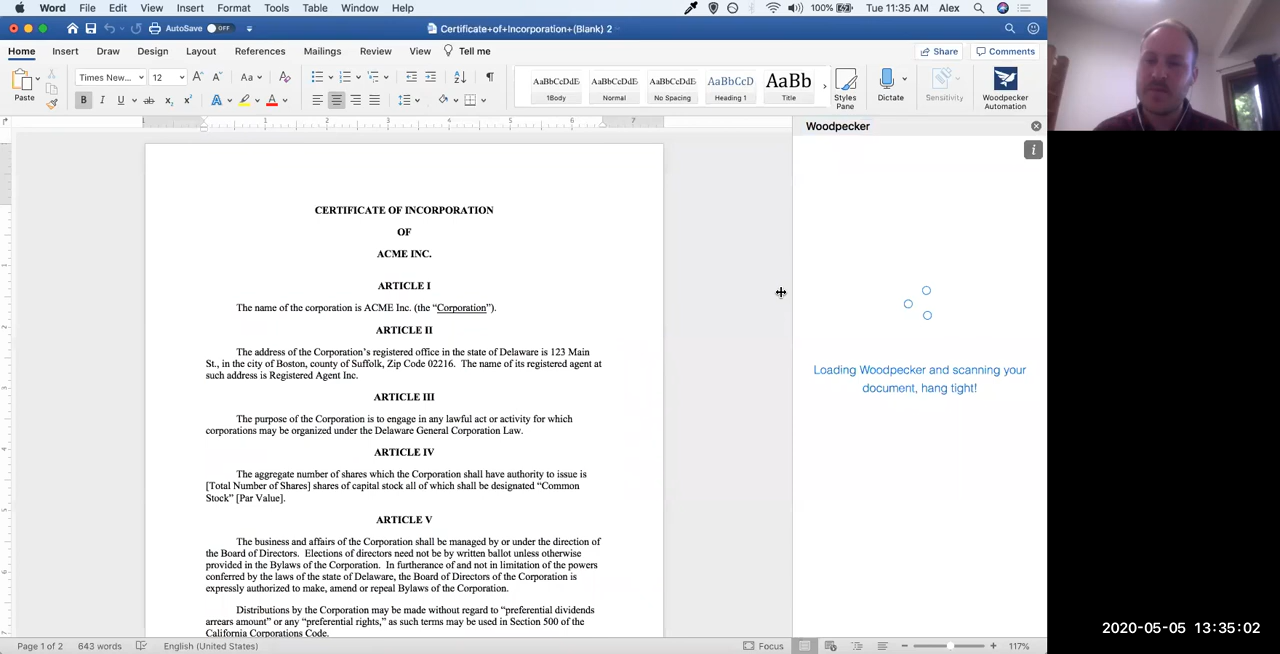 Word File Edit View Insert Format Tools Table Window Help 100% Tue 11:35 AM Alex
AutoSave OFF Certificate+of+Incorporation+(Blank) 2
Home Insert Draw Design Layout References Mailings Review View Tell me Share Comments
Paste Times New... 12 A^ A˅ Aa AaBbCcDdE AaBbCcDdE AaBbCcDdE AaBbCcD AaBb
B I U ab X₂ X² A A 1Body Normal No Spacing Heading 1 Title Styles Pane Dictate Sensitivity Woodpecker Automation
1 2 3 4 5 6 7
Woodpecker
i
CERTIFICATE OF INCORPORATION
OF
ACME INC.
ARTICLE I
The name of the corporation is ACME Inc. (the “Corporation”).
ARTICLE II
The address of the Corporation’s registered office in the state of Delaware is 123 Main
St., in the city of Boston, county of Suffolk, Zip Code 02216. The name of its registered agent at
such address is Registered Agent Inc.
ARTICLE III
The purpose of the Corporation is to engage in any lawful act or activity for which
corporations may be organized under the Delaware General Corporation Law.
ARTICLE IV
The aggregate number of shares which the Corporation shall have authority to issue is
[Total Number of Shares] shares of capital stock all of which shall be designated “Common
Stock” [Par Value].
ARTICLE V
The business and affairs of the Corporation shall be managed by or under the direction of
the Board of Directors. Elections of directors need not be by written ballot unless otherwise
provided in the Bylaws of the Corporation. In furtherance of and not in limitation of the powers
conferred by the laws of the state of Delaware, the Board of Directors of the Corporation is
expressly authorized to make, amend or repeal Bylaws of the Corporation.
Distributions by the Corporation may be made without regard to “preferential dividends
arrears amount” or any “preferential rights,” as such terms may be used in Section 500 of the
California Corporations Code.
Loading Woodpecker and scanning your
document, hang tight!
Page 1 of 2 643 words English (United States) Focus 117%
2020-05-05 13:35:02